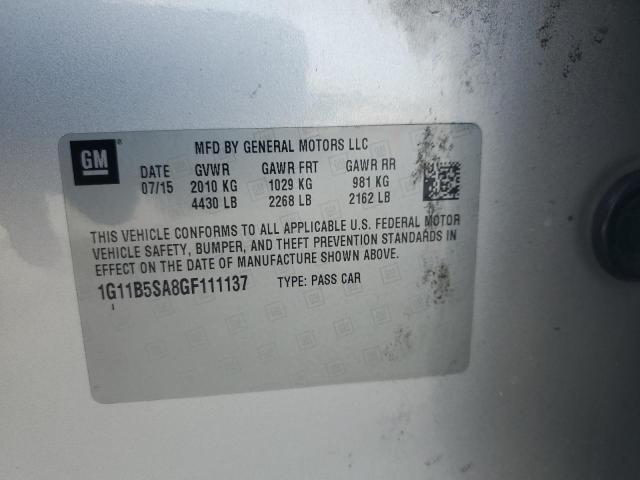 GM
MFD BY GENERAL MOTORS LLC
DATE GVWR GAWR FRT GAWR RR
07/15 2010 KG 1029 KG 981 KG
4430 LB 2268 LB 2162 LB
THIS VEHICLE CONFORMS TO ALL APPLICABLE U.S. FEDERAL MOTOR
VEHICLE SAFETY, BUMPER, AND THEFT PREVENTION STANDARDS IN
EFFECT ON THE DATE OF MANUFACTURE SHOWN ABOVE.
1G11B5SA8GF111137 TYPE: PASS CAR